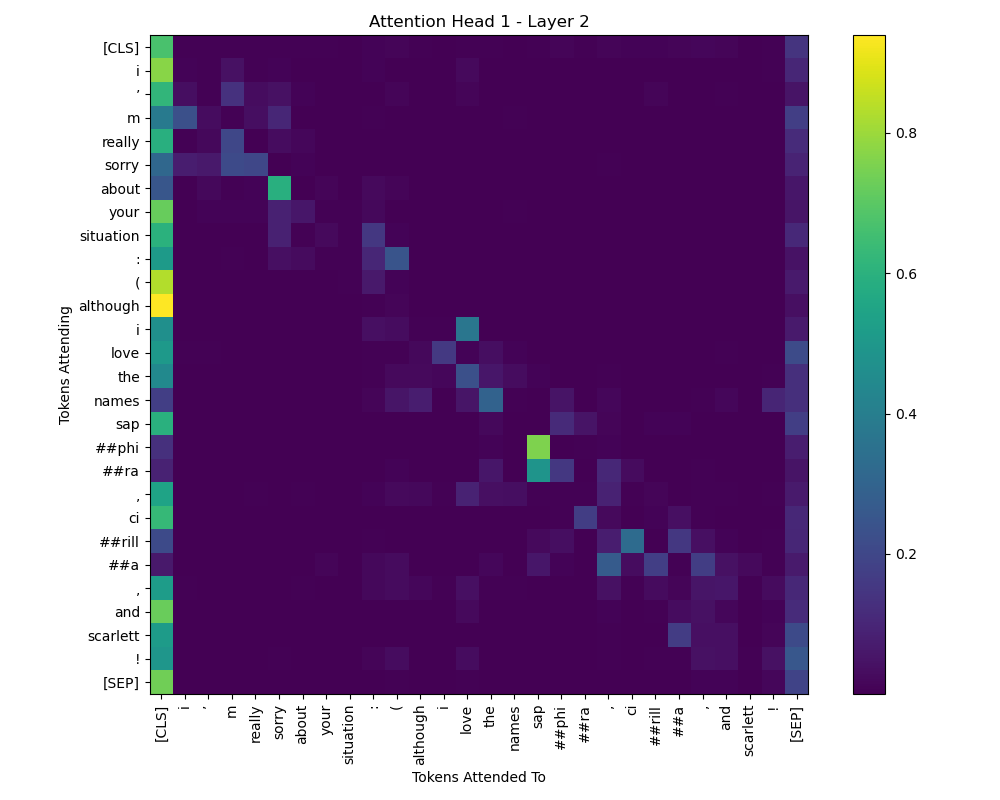 Attention Head 1 - Layer 2
[CLS]
i
’
m
really
sorry
about
your
situation
:
(
although
i
love
the
names
sap
##phi
##ra
,
ci
##rill
##a
,
and
scarlett
!
[SEP]
Tokens Attending
[CLS]
i
’
m
really
sorry
about
your
situation
:
(
although
i
love
the
names
sap
##phi
##ra
,
ci
##rill
##a
,
and
scarlett
!
[SEP]
Tokens Attended To
0.8
0.6
0.4
0.2